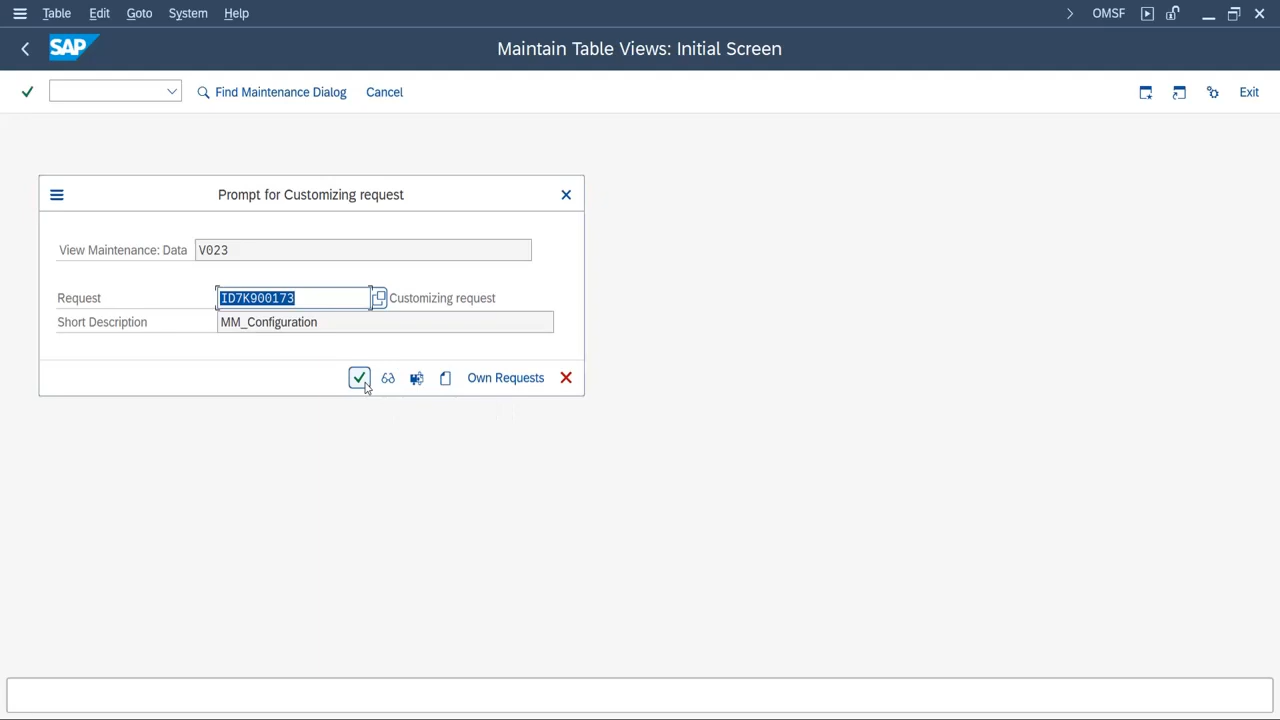 Table Edit Goto System Help OMSF
SAP Maintain Table Views: Initial Screen
Find Maintenance Dialog Cancel Exit
Prompt for Customizing request
View Maintenance: Data V023
Request ID7K900173 Customizing request
Short Description MM_Configuration
Own Requests